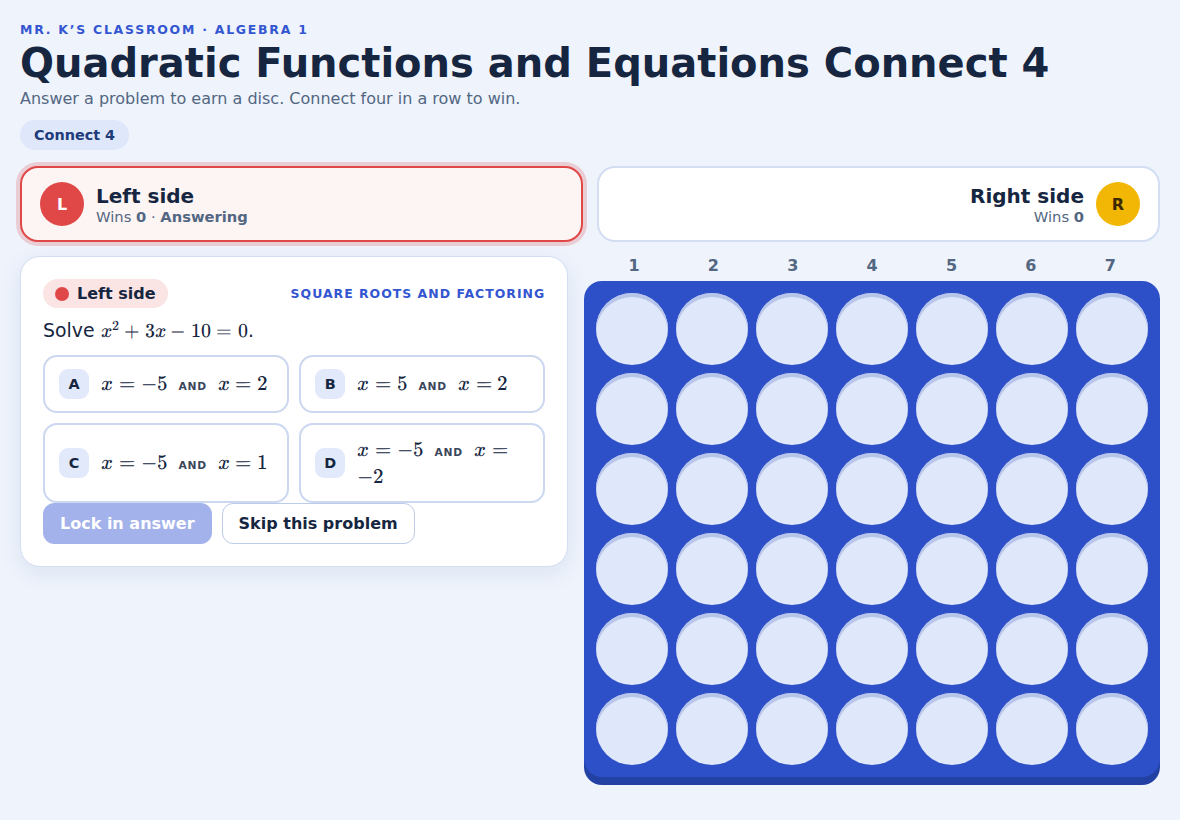 MR. K’S CLASSROOM · ALGEBRA 1
Quadratic Functions and Equations Connect 4
Answer a problem to earn a disc. Connect four in a row to win.
Connect 4
L
Left side
Wins 0 · Answering
Right side
Wins 0
R
Left side
SQUARE ROOTS AND FACTORING
Solve x² + 3x − 10 = 0.
A x = −5 AND x = 2
B x = 5 AND x = 2
C x = −5 AND x = 1
D x = −5 AND x =
−2
Lock in answer
Skip this problem
1 2 3 4 5 6 7